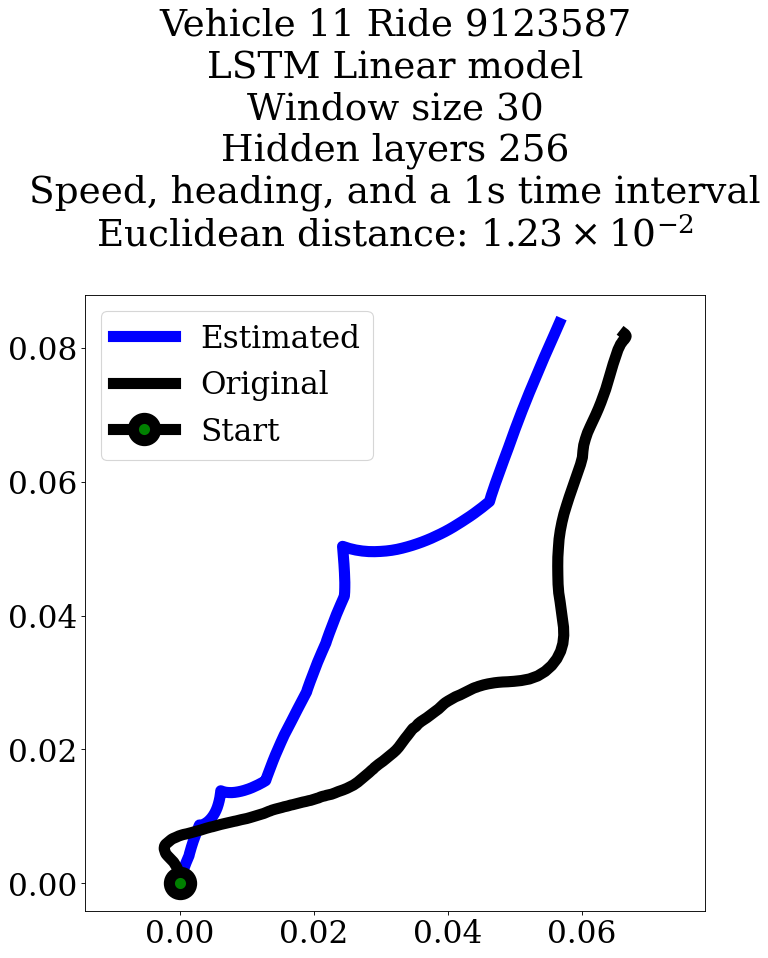 Vehicle 11 Ride 9123587
LSTM Linear model
Window size 30
Hidden layers 256
Speed, heading, and a 1s time interval
Euclidean distance: 1.23 × 10⁻²
Estimated
Original
Start
0.08
0.06
0.04
0.02
0.00
0.00 0.02 0.04 0.06